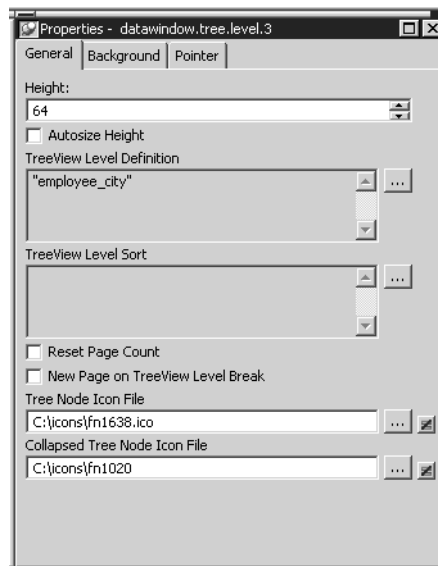 Properties - datawindow.tree.level.3
General Background Pointer
Height:
64
Autosize Height
TreeView Level Definition
"employee_city"
...
TreeView Level Sort
...
Reset Page Count
New Page on TreeView Level Break
Tree Node Icon File
C:\icons\fn1638.ico ...
Collapsed Tree Node Icon File
C:\icons\fn1020 ...